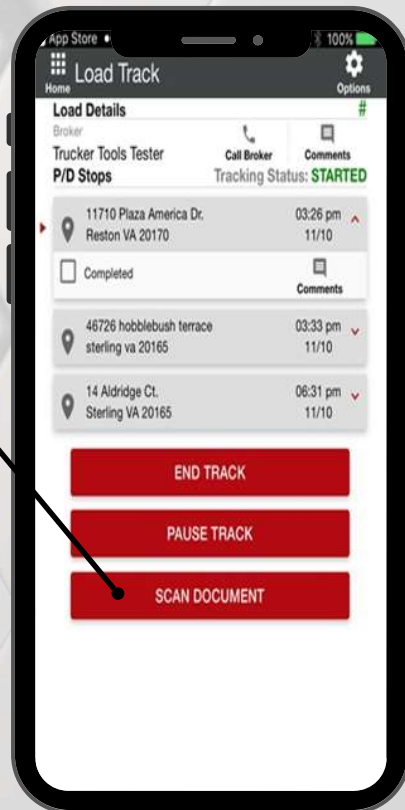 App Store 100%
Load Track
Home Options
Load Details #
Broker
Trucker Tools Tester Call Broker Comments
P/D Stops Tracking Status: STARTED
11710 Plaza America Dr. 03:26 pm
Reston VA 20170 11/10
Completed Comments
46726 hobblebush terrace 03:33 pm
sterling va 20165 11/10
14 Aldridge Ct. 06:31 pm
Sterling VA 20165 11/10
END TRACK
PAUSE TRACK
SCAN DOCUMENT